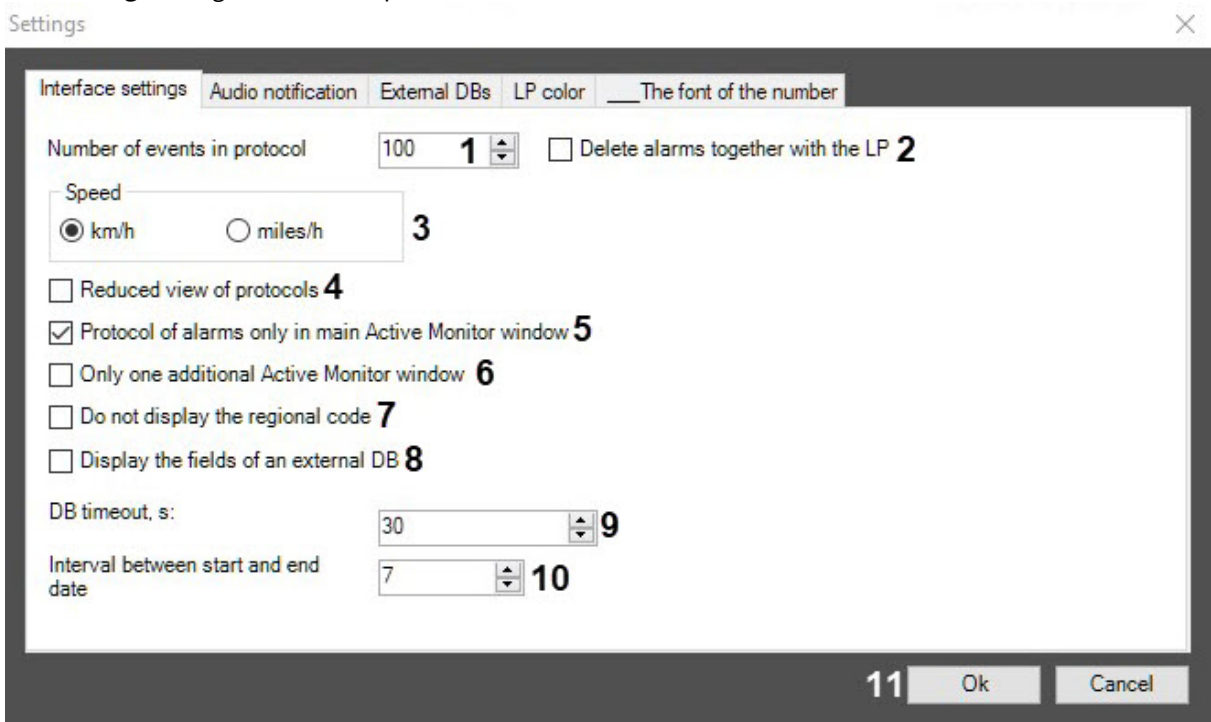 Settings
Interface settings Audio notification External DBs LP color ___The font of the number
Number of events in protocol 100 1 Delete alarms together with the LP 2
Speed
km/h miles/h 3
Reduced view of protocols 4
Protocol of alarms only in main Active Monitor window 5
Only one additional Active Monitor window 6
Do not display the regional code 7
Display the fields of an external DB 8
DB timeout, s: 30 9
Interval between start and end
date 7 10
11 Ok Cancel